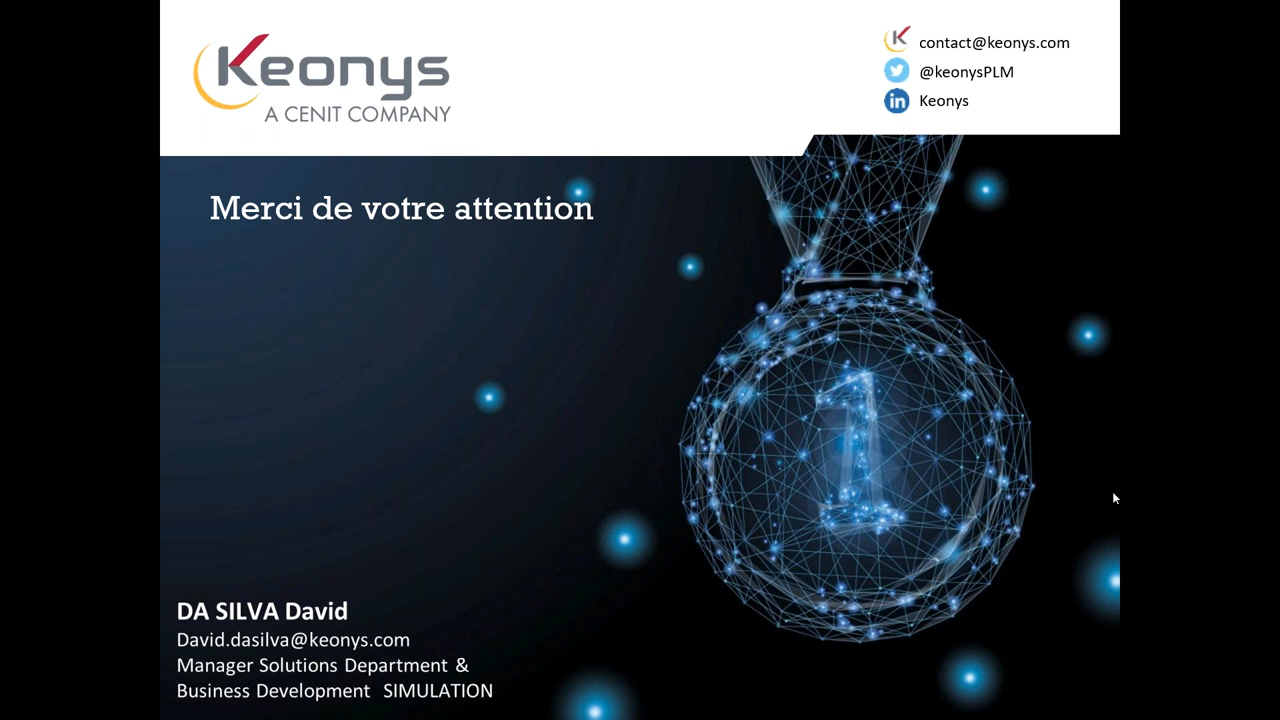 Keonys
A CENIT COMPANY
contact@keonys.com
@keonysPLM
Keonys
Merci de votre attention
1
DA SILVA David
David.dasilva@keonys.com
Manager Solutions Department &
Business Development SIMULATION